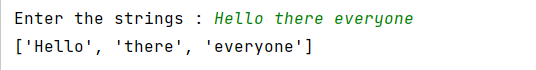 Enter the strings : Hello there everyone
['Hello', 'there', 'everyone']